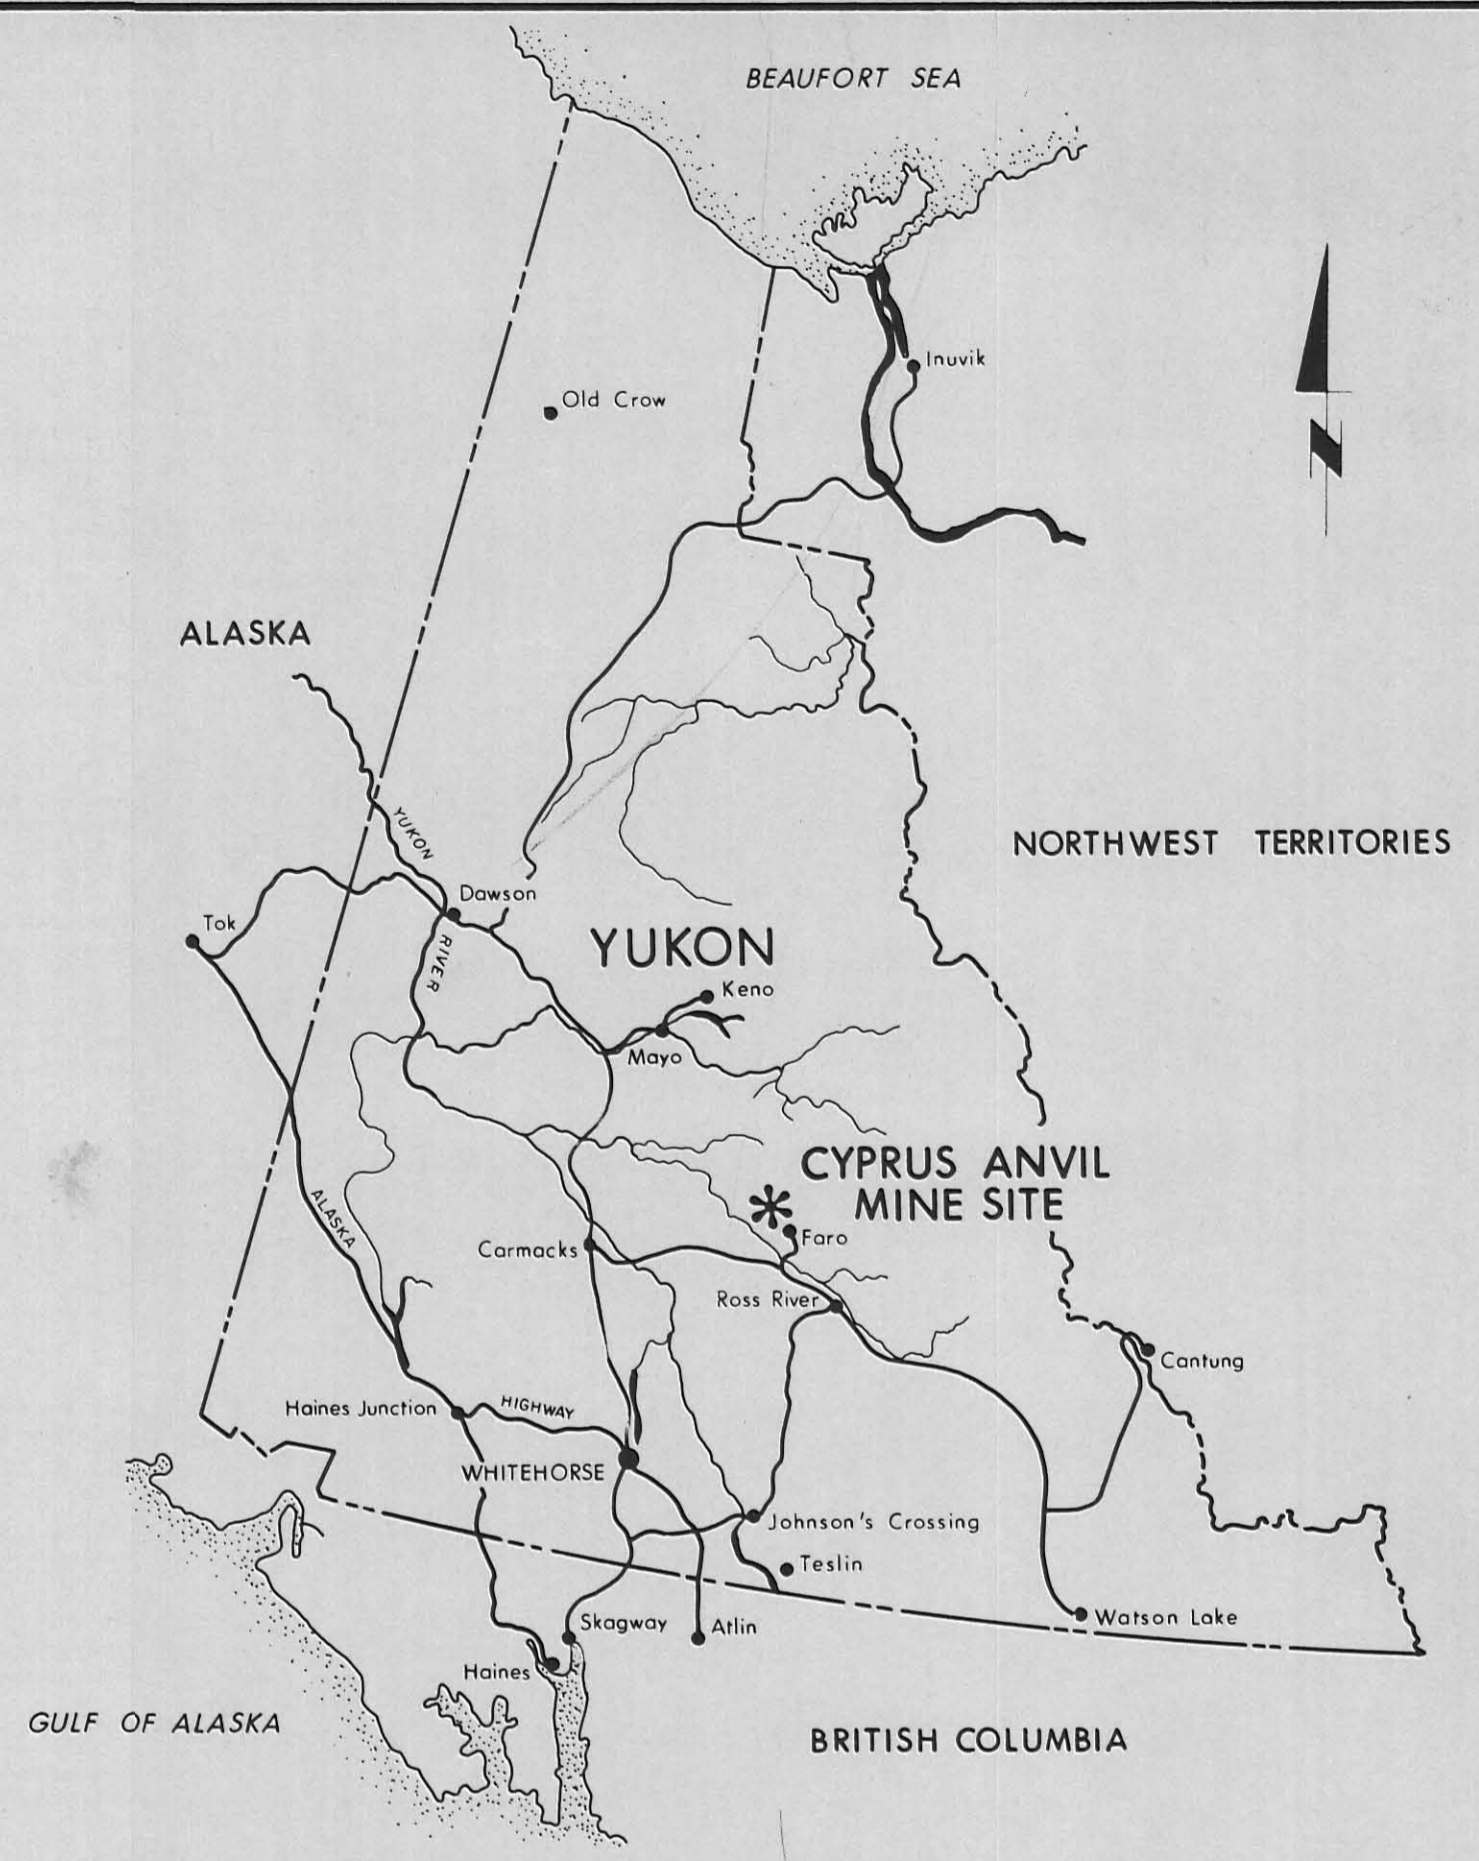 BEAUFORT SEA
Inuvik
Old Crow
N
ALASKA
YUKON
NORTHWEST TERRITORIES
Dawson
Tok
RIVER
YUKON
Keno
Mayo
CYPRUS ANVIL
MINE SITE
ALASKA
Faro
Carmacks
Ross River
Cantung
Haines Junction
HIGHWAY
WHITEHORSE
Johnson's Crossing
Teslin
Watson Lake
Skagway
Atlin
Haines
GULF OF ALASKA
BRITISH COLUMBIA